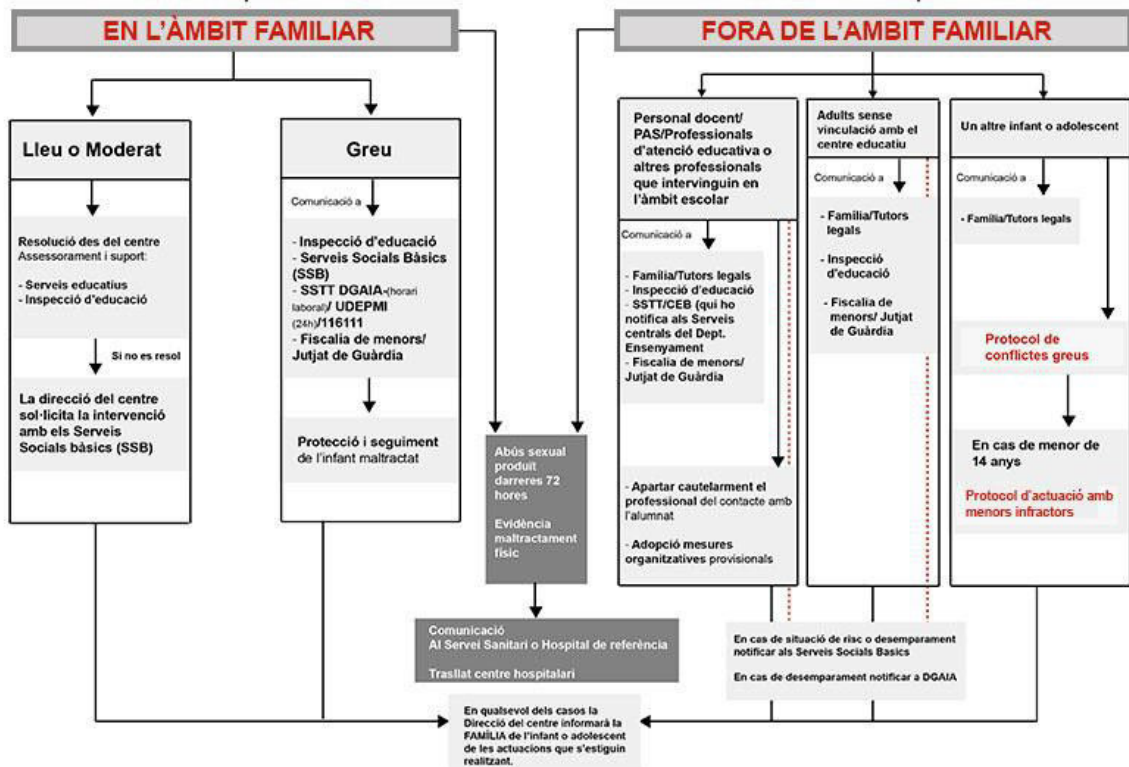 EN L'ÀMBIT FAMILIAR
FORA DE L'AMBIT FAMILIAR
Lleu o Moderat
Resolució des del centre
Assessorament i suport:
- Serveis educatius
- Inspecció d'educació
Si no es resol
La direcció del centre
sol·licita la intervenció
amb els Serveis
Socials bàsics (SSB)
Greu
Comunicació a
- Inspecció d'educació
- Serveis Socials Bàsics
(SSB)
- SSTT DGAIA-(horari
laboral)/ UDEPMI
(24h)/116111
- Fiscalia de menors/
Jutjat de Guàrdia
Protecció i seguiment
de l'infant maltractat
Abús sexual
produït
darreres 72
hores
Evidència
maltractament
físic
Comunicació
Al Servei Sanitari o Hospital de referència
Trasllat centre hospitalari
Personal docent/
PAS/Professionals
d'atenció educativa o
altres professionals
que intervinguin en
l'àmbit escolar
Comunicació a
- Família/Tutors legals
- Inspecció d'educació
- SSTT/CEB (qui ho
notifica als Serveis
centrals del Dept.
Ensenyament
- Fiscalia de menors/
Jutjat de Guàrdia
- Apartar cautelarment el
professional del contacte amb
l'alumnat
- Adopció mesures
organitzatives provisionals
Adults sense
vinculació amb el
centre educatiu
Comunicació a
- Família/Tutors
legals
- Inspecció
d'educació
- Fiscalia de
menors/ Jutjat
de Guàrdia
Un altre infant o adolescent
Comunicació a
- Família/Tutors legals
Protocol de
conflictes greus
En cas de menor de
14 anys
Protocol d'actuació amb
menors infractors
En cas de situació de risc o desemparament
notificar als Serveis Socials Basics
En cas de desemparament notificar a DGAIA
En qualsevol dels casos la
Direcció del centre informarà la
FAMÍLIA de l'infant o adolescent
de les actuacions que s'estiguin
realitzant.